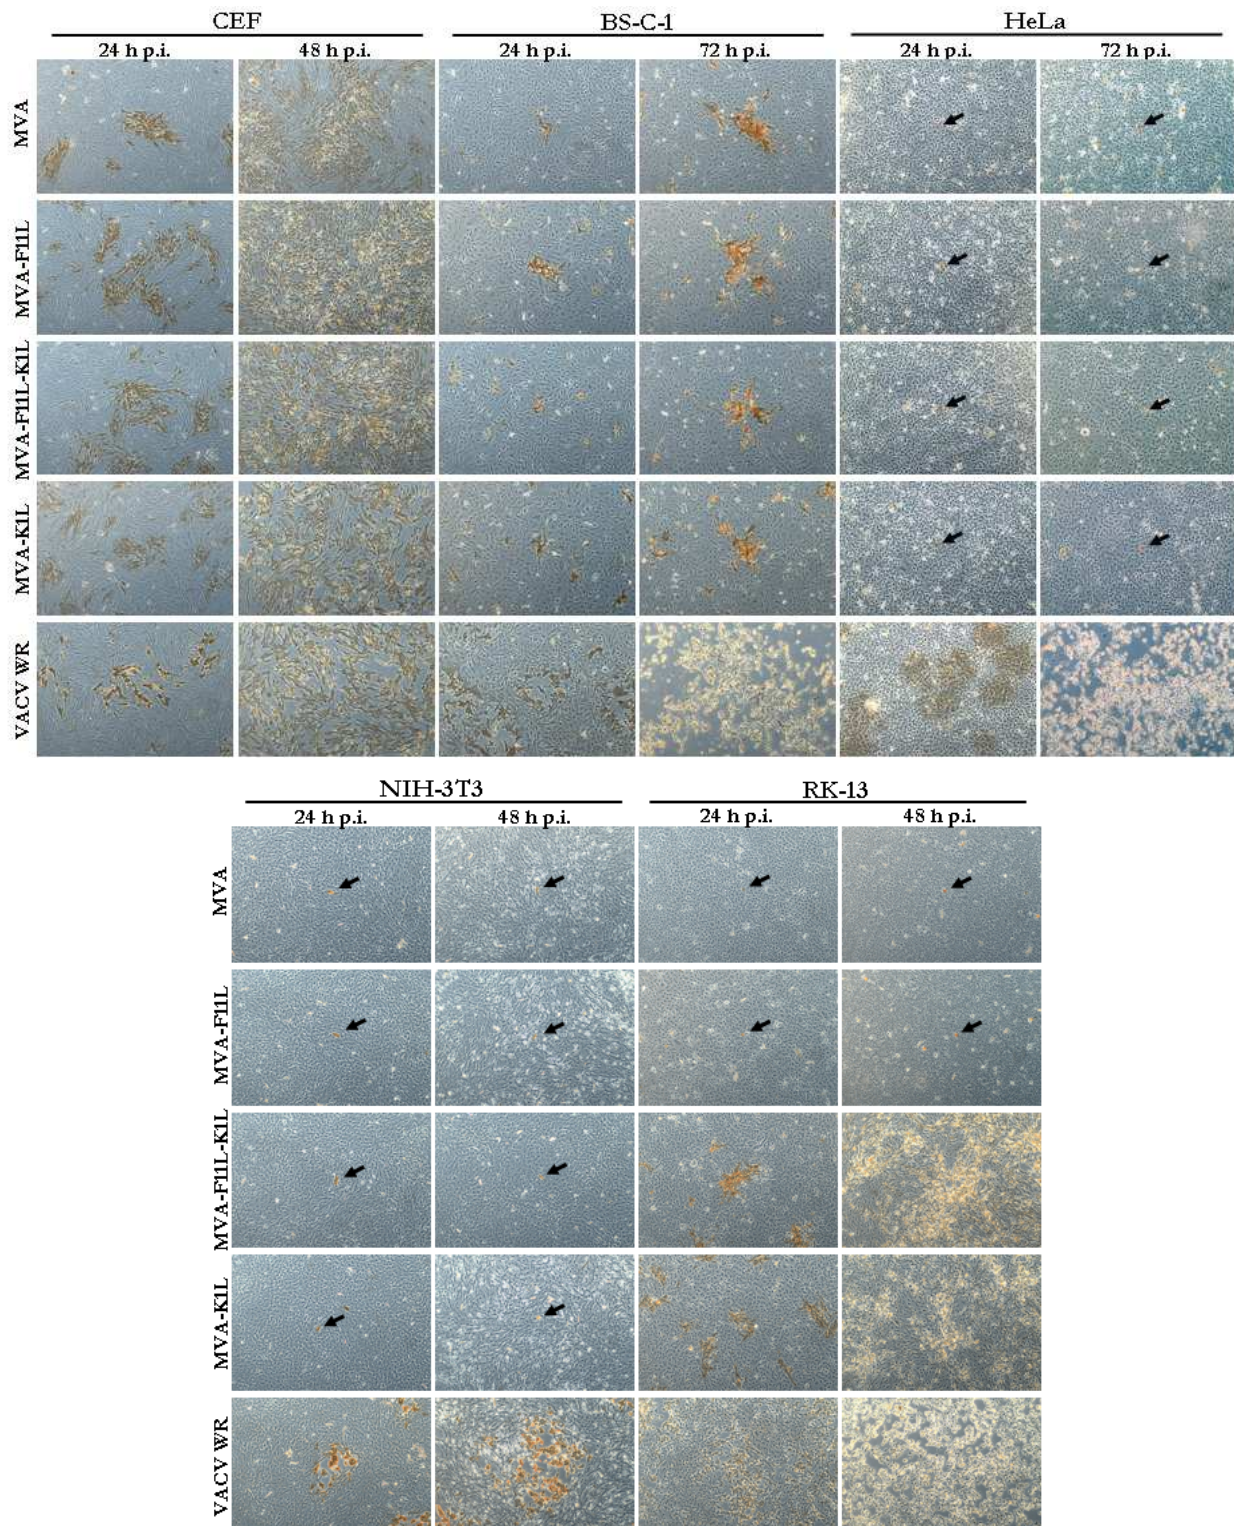 CEF BS-C-1 HeLa
24 h p.i. 48 h p.i. 24 h p.i. 72 h p.i. 24 h p.i. 72 h p.i.
MVA
MVA-F11L
MVA-F11L-K1L
MVA-K1L
VACV WR
NIH-3T3 RK-13
24 h p.i. 48 h p.i. 24 h p.i. 48 h p.i.
MVA
MVA-F11L
MVA-F11L-K1L
MVA-K1L
VACV WR